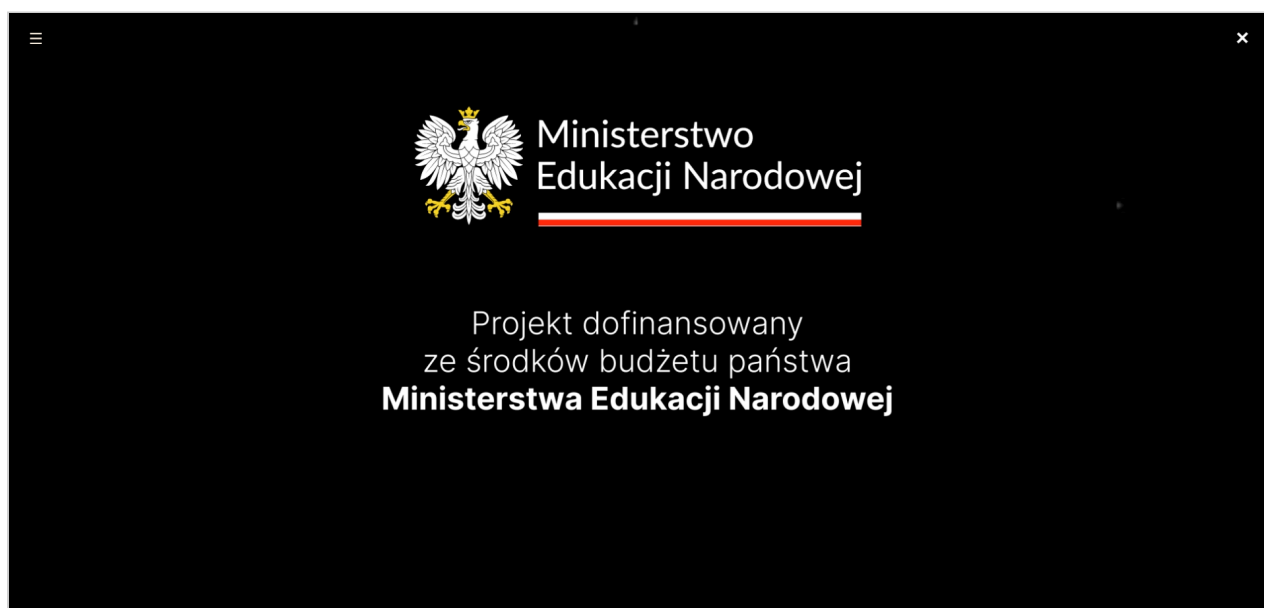 Ministerstwo
Edukacji Narodowej
Projekt dofinansowany
ze środków budżetu państwa
Ministerstwa Edukacji Narodowej